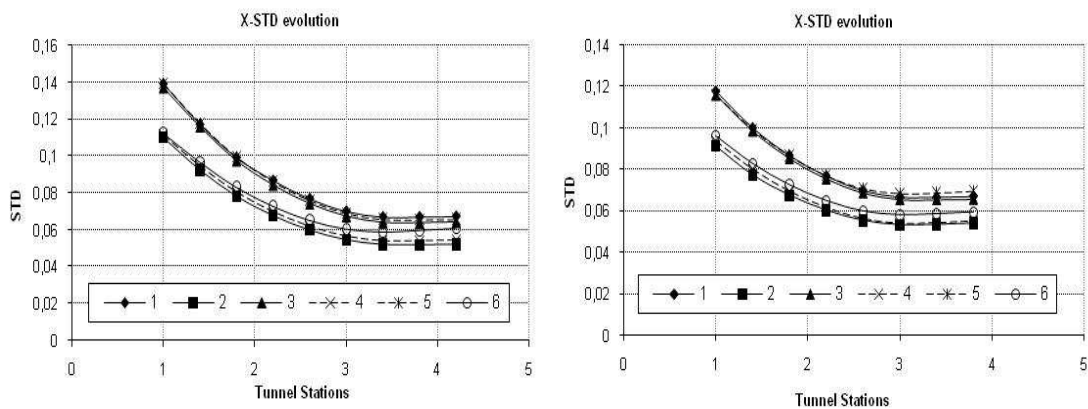 X-STD evolution
0,16
0,14
0,12
0,1
0,08
0,06
0,04
0,02
0
STD
1 2 3 4 5 6
0 1 2 3 4 5
Tunnel Stations
X-STD evolution
0,14
0,12
0,1
0,08
0,06
0,04
0,02
0
STD
1 2 3 4 5 6
0 1 2 3 4 5
Tunnel Stations